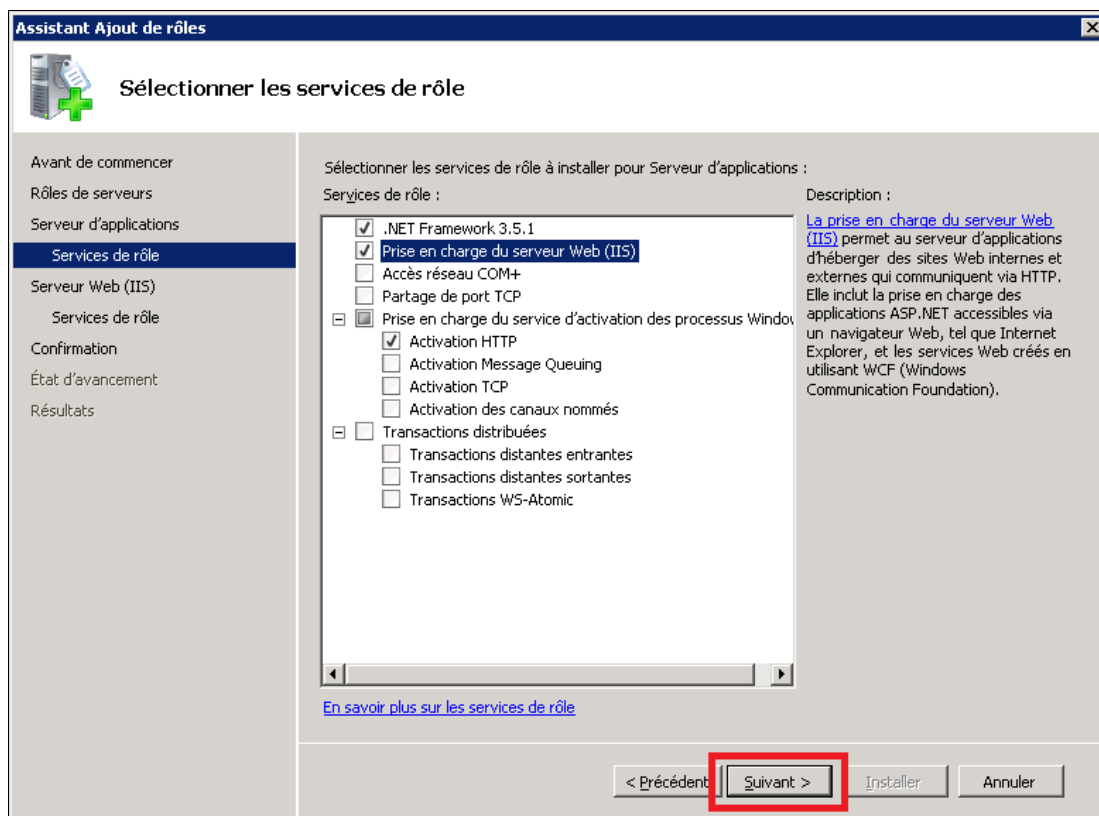 Assistant Ajout de rôles
Sélectionner les services de rôle
Avant de commencer
Rôles de serveurs
Serveur d'applications
Services de rôle
Serveur Web (IIS)
Services de rôle
Confirmation
État d'avancement
Résultats
Sélectionner les services de rôle à installer pour Serveur d'applications :
Services de rôle :
.NET Framework 3.5.1
Prise en charge du serveur Web (IIS)
Accès réseau COM+
Partage de port TCP
Prise en charge du service d'activation des processus Window
Activation HTTP
Activation Message Queuing
Activation TCP
Activation des canaux nommés
Transactions distribuées
Transactions distantes entrantes
Transactions distantes sortantes
Transactions WS-Atomic
En savoir plus sur les services de rôle
Description :
La prise en charge du serveur Web
(IIS) permet au serveur d'applications
d'héberger des sites Web internes et
externes qui communiquent via HTTP.
Elle inclut la prise en charge des
applications ASP.NET accessibles via
un navigateur Web, tel que Internet
Explorer, et les services Web créés en
utilisant WCF (Windows
Communication Foundation).
< Précédent
Suivant >
Installer
Annuler